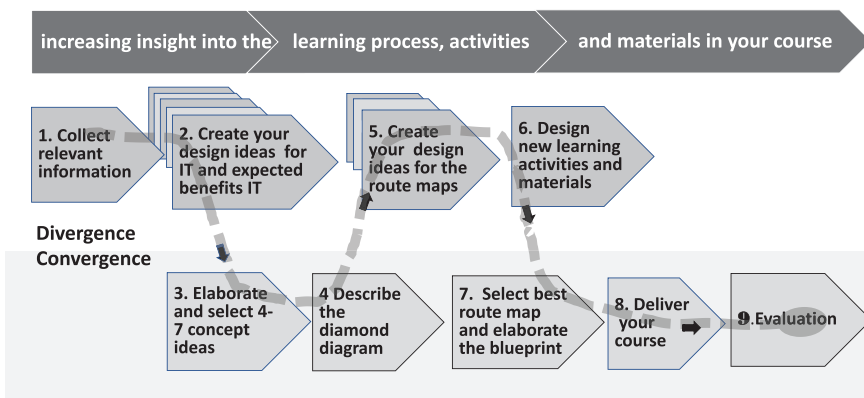 increasing insight into the learning process, activities and materials in your course
1. Collect
relevant
information
2. Create your
design ideas for
IT and expected
benefits IT
5. Create
your design
ideas for the
route maps
6. Design
new learning
activities and
materials
Divergence
Convergence
3. Elaborate
and select 4-
7 concept
ideas
4 Describe
the
diamond
diagram
7. Select best
route map
and elaborate
the blueprint
8. Deliver
your
course
9.Evaluation